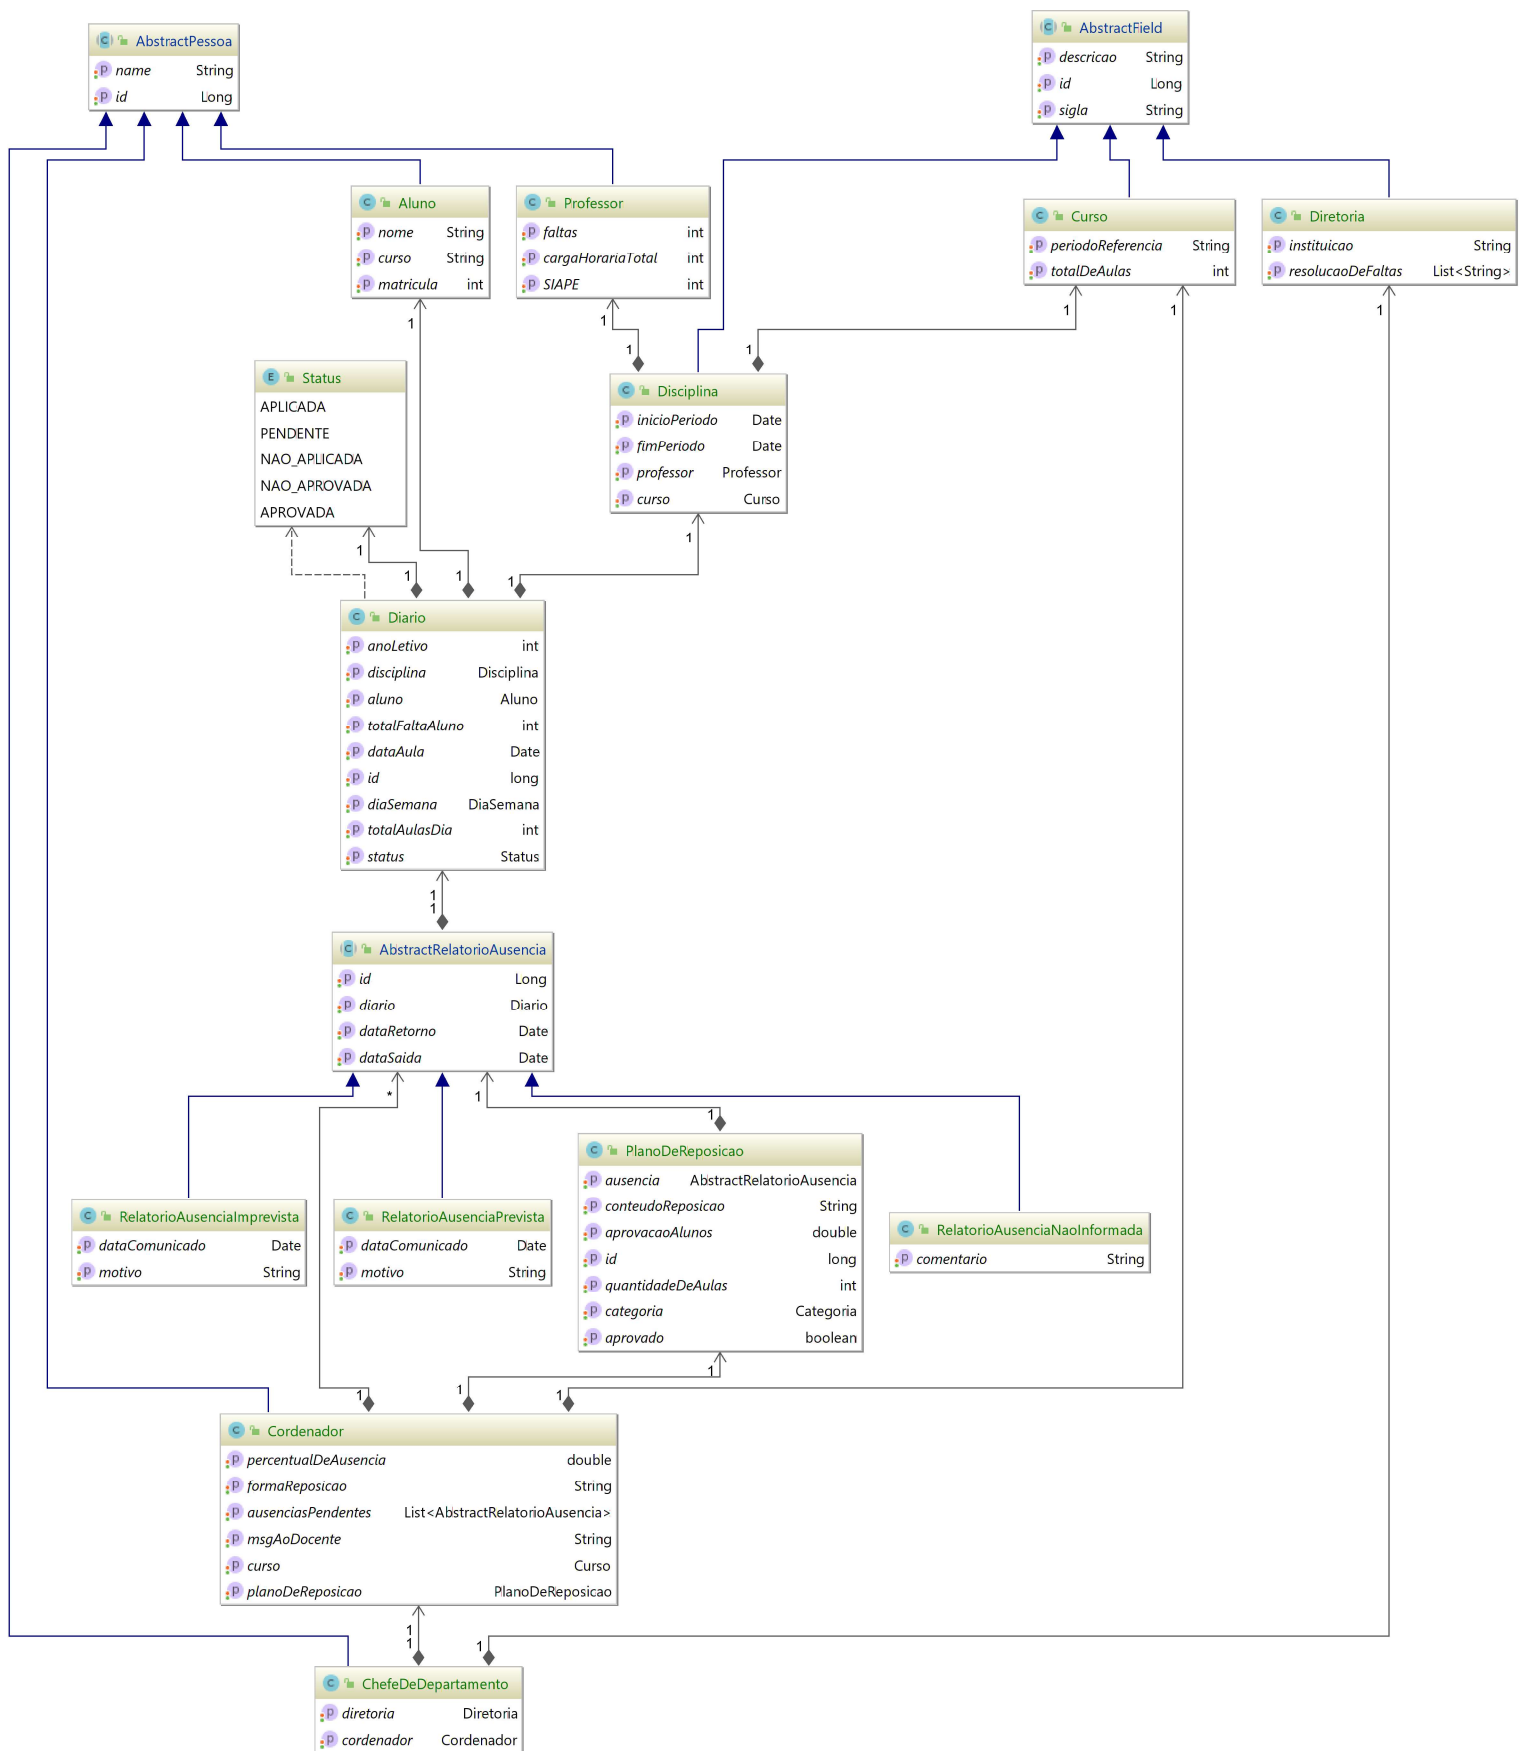 AbstractPessoa
name String
id Long
AbstractField
descricao String
id Long
sigla String
Aluno
nome String
curso String
matricula int
Professor
faltas int
cargaHorariaTotal int
SIAPE int
Curso
periodoReferencia String
totalDeAulas int
Diretoria
instituicao String
resolucaoDeFaltas List<String>
1
1
1
1
1
1
1
Status
APLICADA
PENDENTE
NAO_APLICADA
NAO_APROVADA
APROVADA
Disciplina
inicioPeriodo Date
fimPeriodo Date
professor Professor
curso Curso
1
1
1
1
1
Diario
anoLetivo int
disciplina Disciplina
aluno Aluno
totalFaltaAluno int
dataAula Date
id long
diaSemana DiaSemana
totalAulasDia int
status Status
1
1
AbstractRelatorioAusencia
id Long
diario Diario
dataRetorno Date
dataSaida Date
*
1
1
PlanoDeReposicao
ausencia AbstractRelatorioAusencia
conteudoReposicao String
aprovacaoAlunos double
id long
quantidadeDeAulas int
categoria Categoria
aprovado boolean
RelatorioAusenciaImprevista
dataComunicado Date
motivo String
RelatorioAusenciaPrevista
dataComunicado Date
motivo String
RelatorioAusenciaNaoInformada
comentario String
1
1
1
1
Cordenador
percentualDeAusencia double
formaReposicao String
ausenciasPendentes List<AbstractRelatorioAusencia>
msgAoDocente String
curso Curso
planoDeReposicao PlanoDeReposicao
1
1
1
ChefeDeDepartamento
diretoria Diretoria
cordenador Cordenador